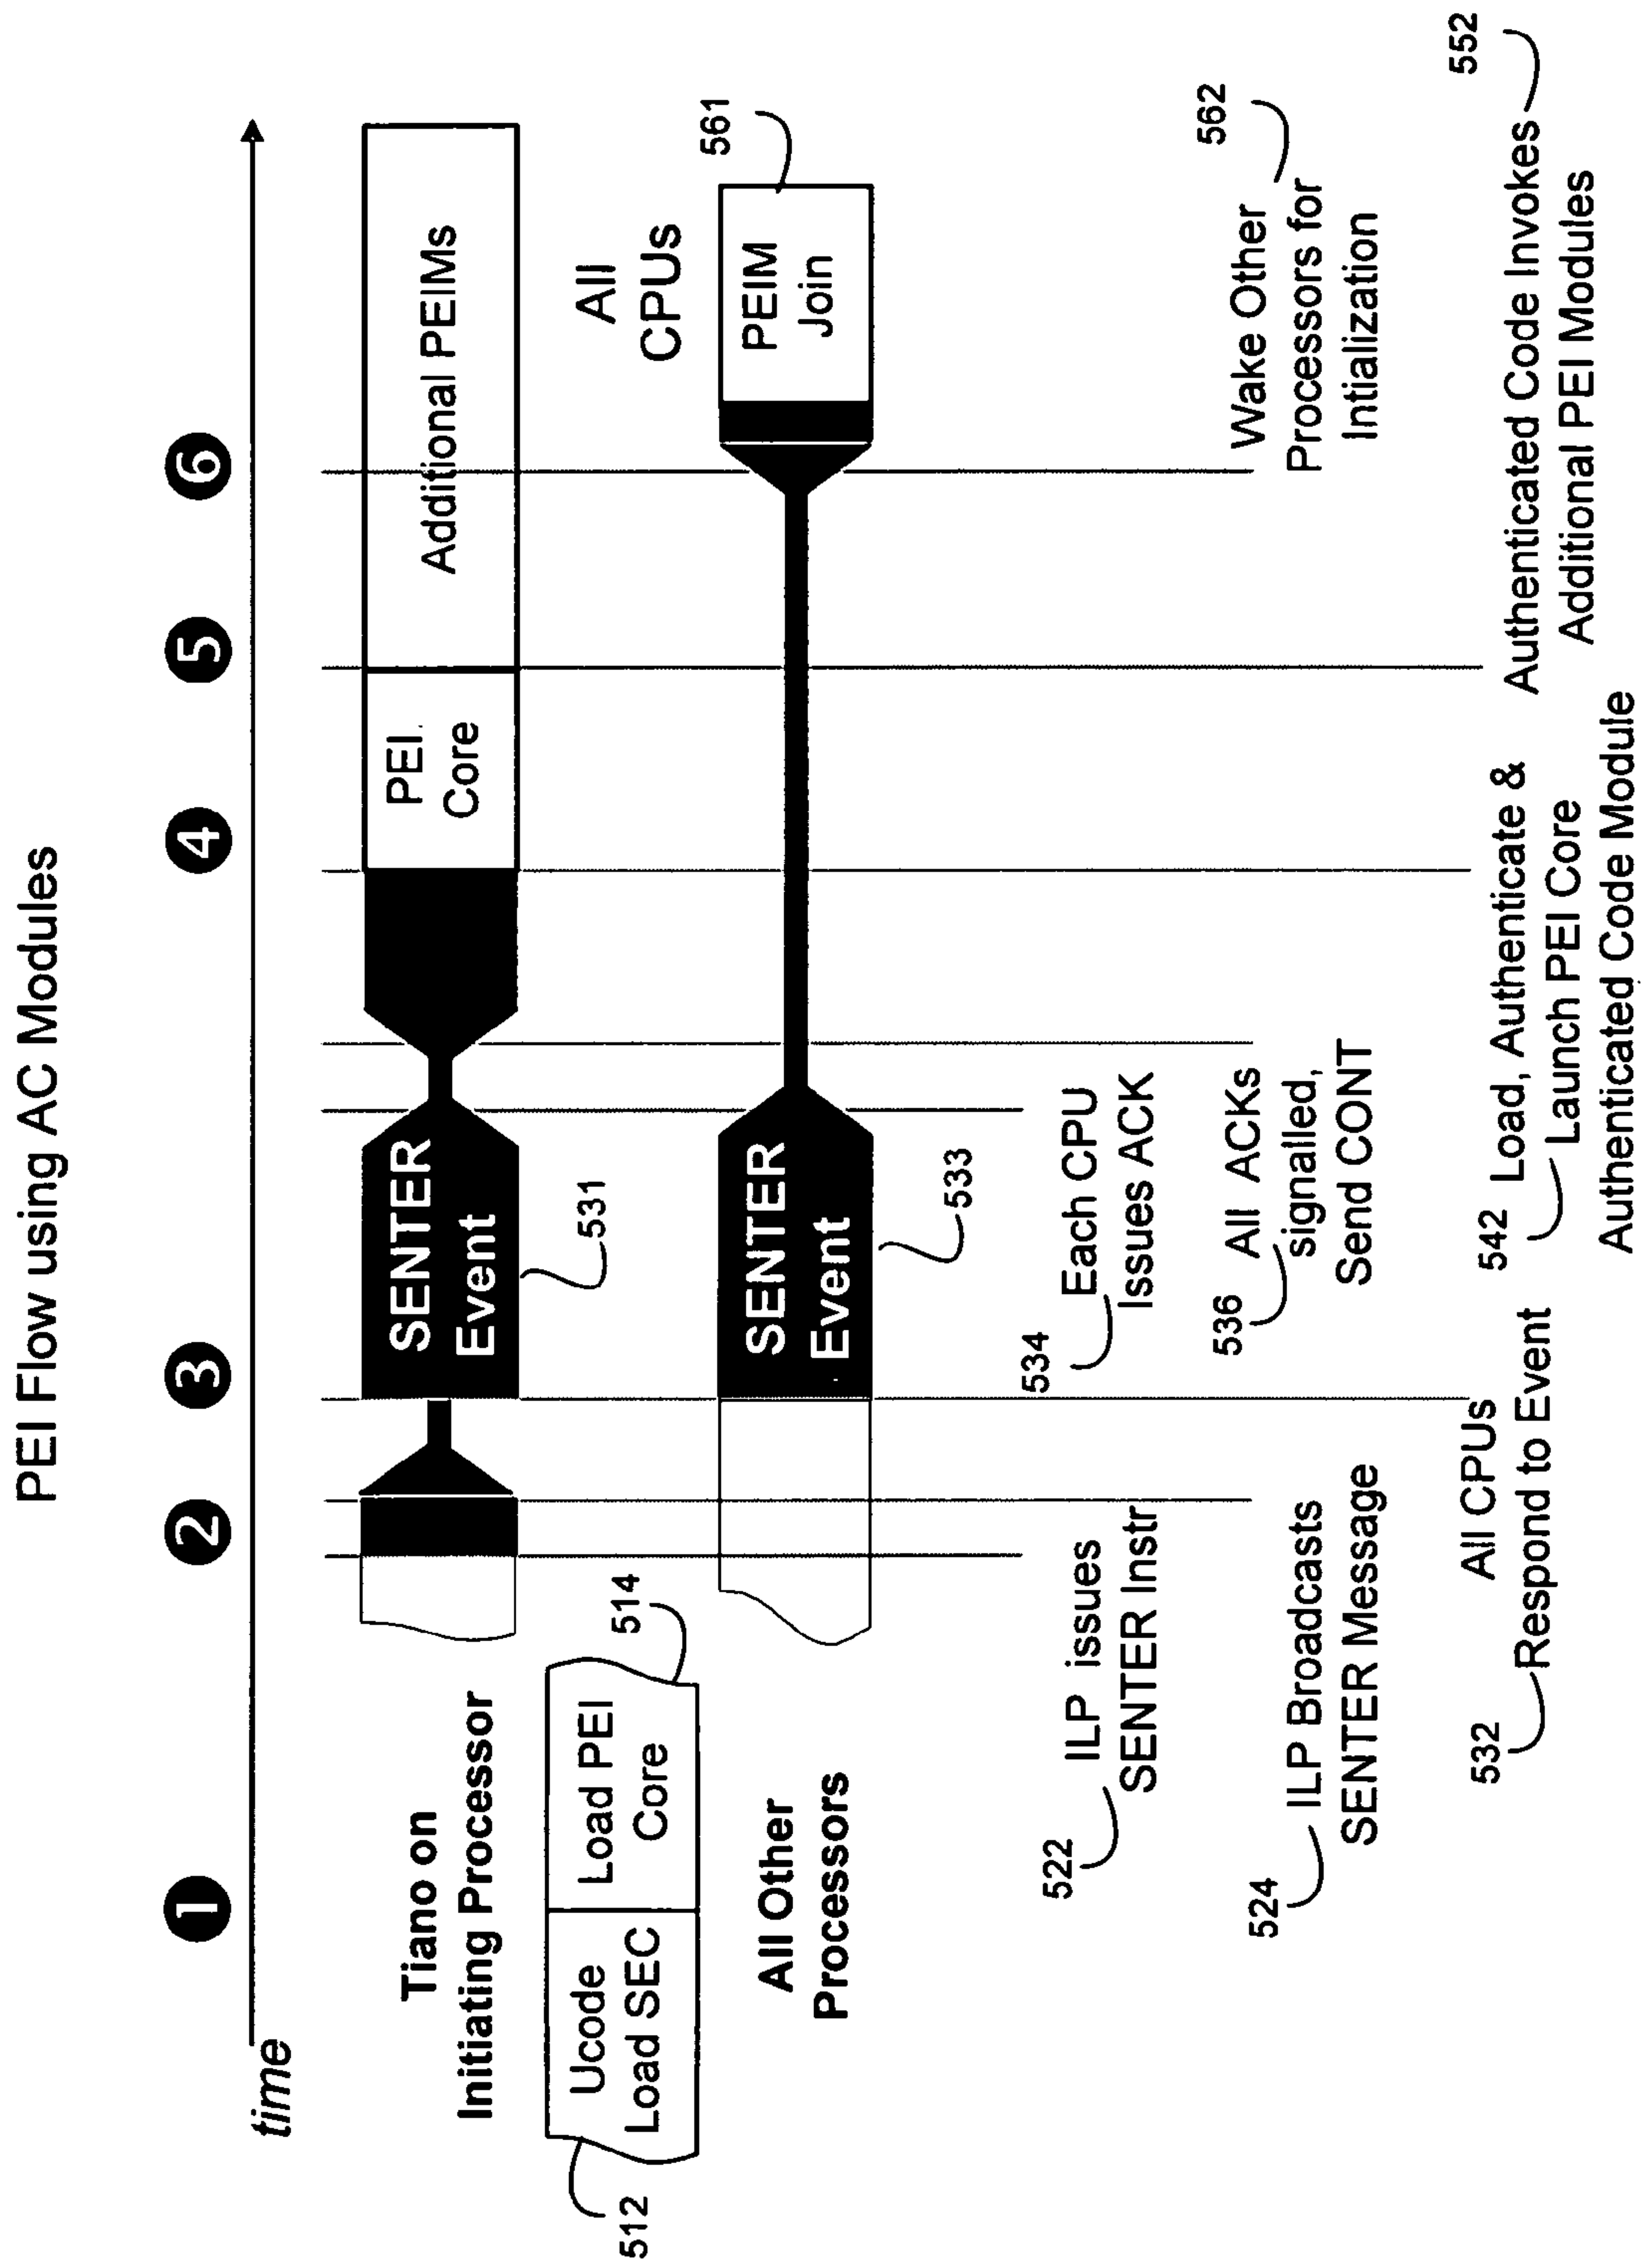 PEI Flow using AC Modules
time
1
2
3
4
5
6
Tiano on
Initiating Processor
SENTER
Event
531
PEI
Core
Additional PEIMs
512
Ucode
Load SEC
Load PEI
Core
514
All
CPUs
All Other
Processors
SENTER
Event
533
PEIM
Join
561
522
ILP issues
SENTER Instr
534
Each CPU
Issues ACK
524
ILP Broadcasts
SENTER Message
536
All ACKs
signalled,
Send CONT
562
Wake Other
Processors for
Intialization
532
All CPUs
Respond to Event
542
Load, Authenticate &
Launch PEI Core
Authenticated Code Module
552
Authenticated Code Invokes
Additional PEI Modules